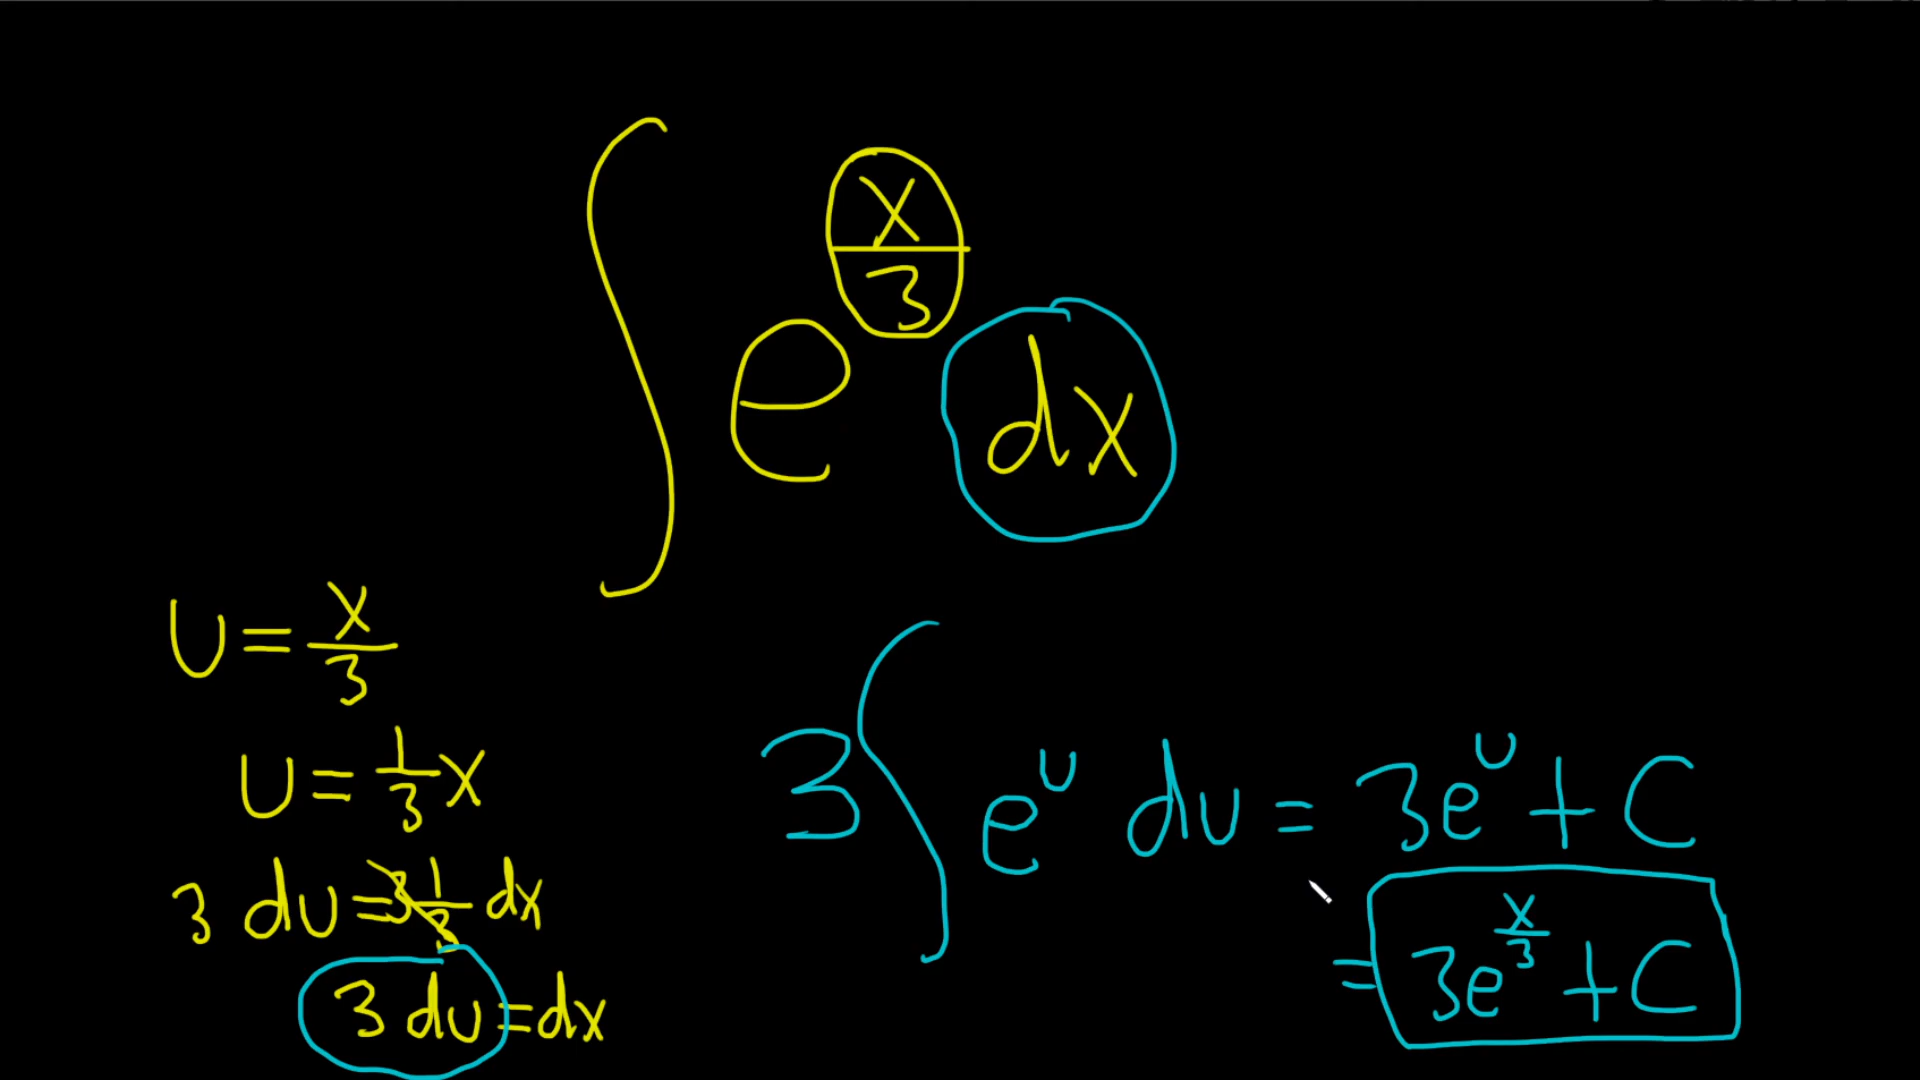 ∫ e^(x/3) dx
U = x/3
U = 1/3 x
3 du = 3 1/3 dx
3 du = dx
3 ∫ e^U du = 3e^U + C
= 3e^(x/3) + C